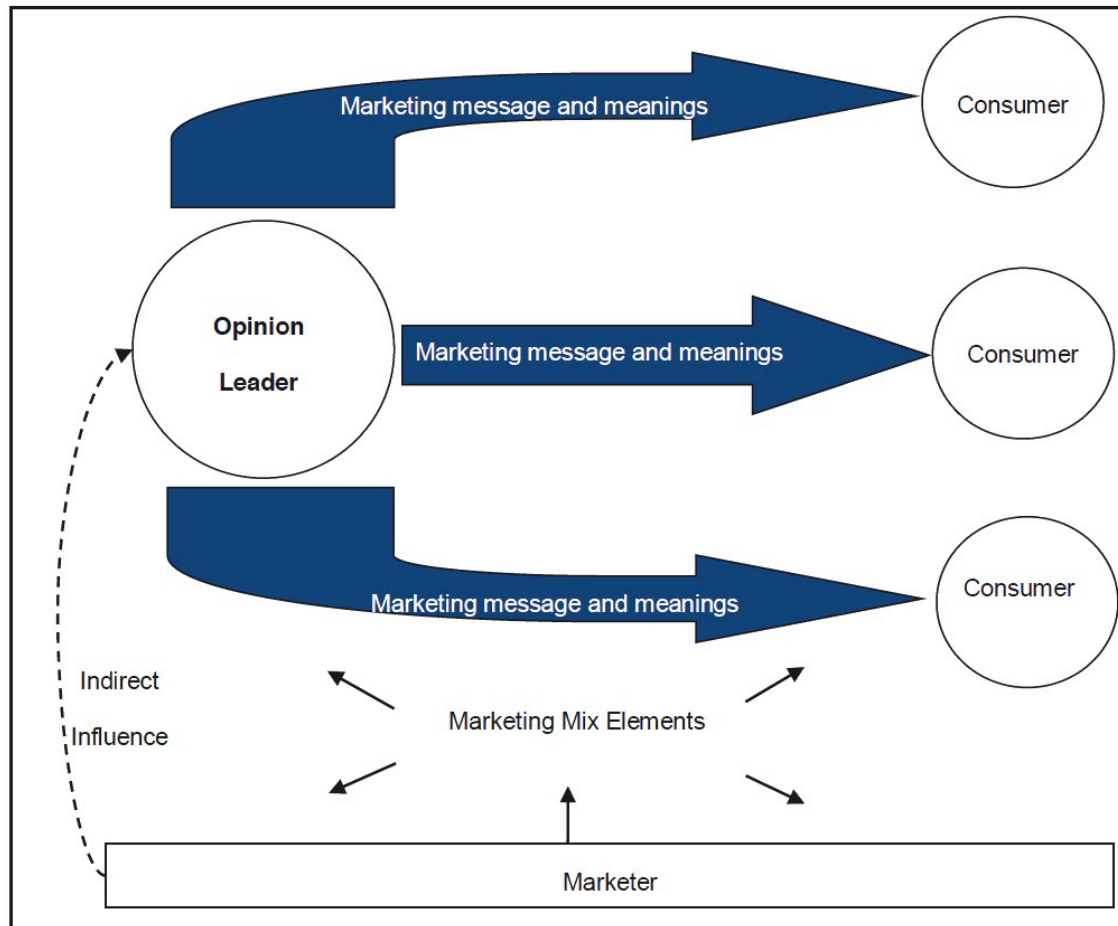 Marketing message and meanings
Consumer
Opinion
Leader
Marketing message and meanings
Consumer
Marketing message and meanings
Consumer
Indirect
Influence
Marketing Mix Elements
Marketer